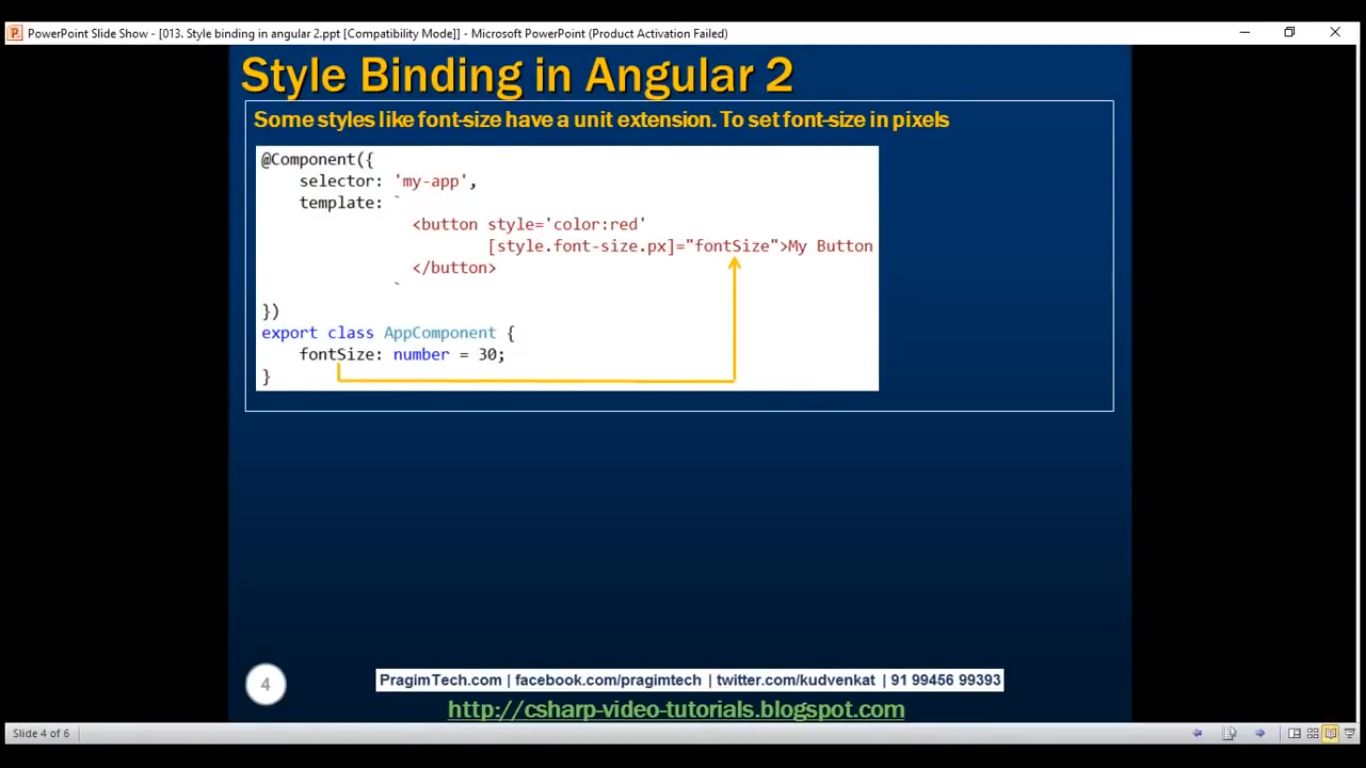 PowerPoint Slide Show - [013. Style binding in angular 2.ppt [Compatibility Mode]] - Microsoft PowerPoint (Product Activation Failed)
Style Binding in Angular 2
Some styles like font-size have a unit extension. To set font-size in pixels
@Component({
    selector: 'my-app',
    template: `
                <button style='color:red'
                        [style.font-size.px]="fontSize">My Button
                </button>
              `
})
export class AppComponent {
    fontSize: number = 30;
}
4
PragimTech.com | facebook.com/pragimtech | twitter.com/kudvenkat | 91 99456 99393
http://csharp-video-tutorials.blogspot.com
Slide 4 of 6